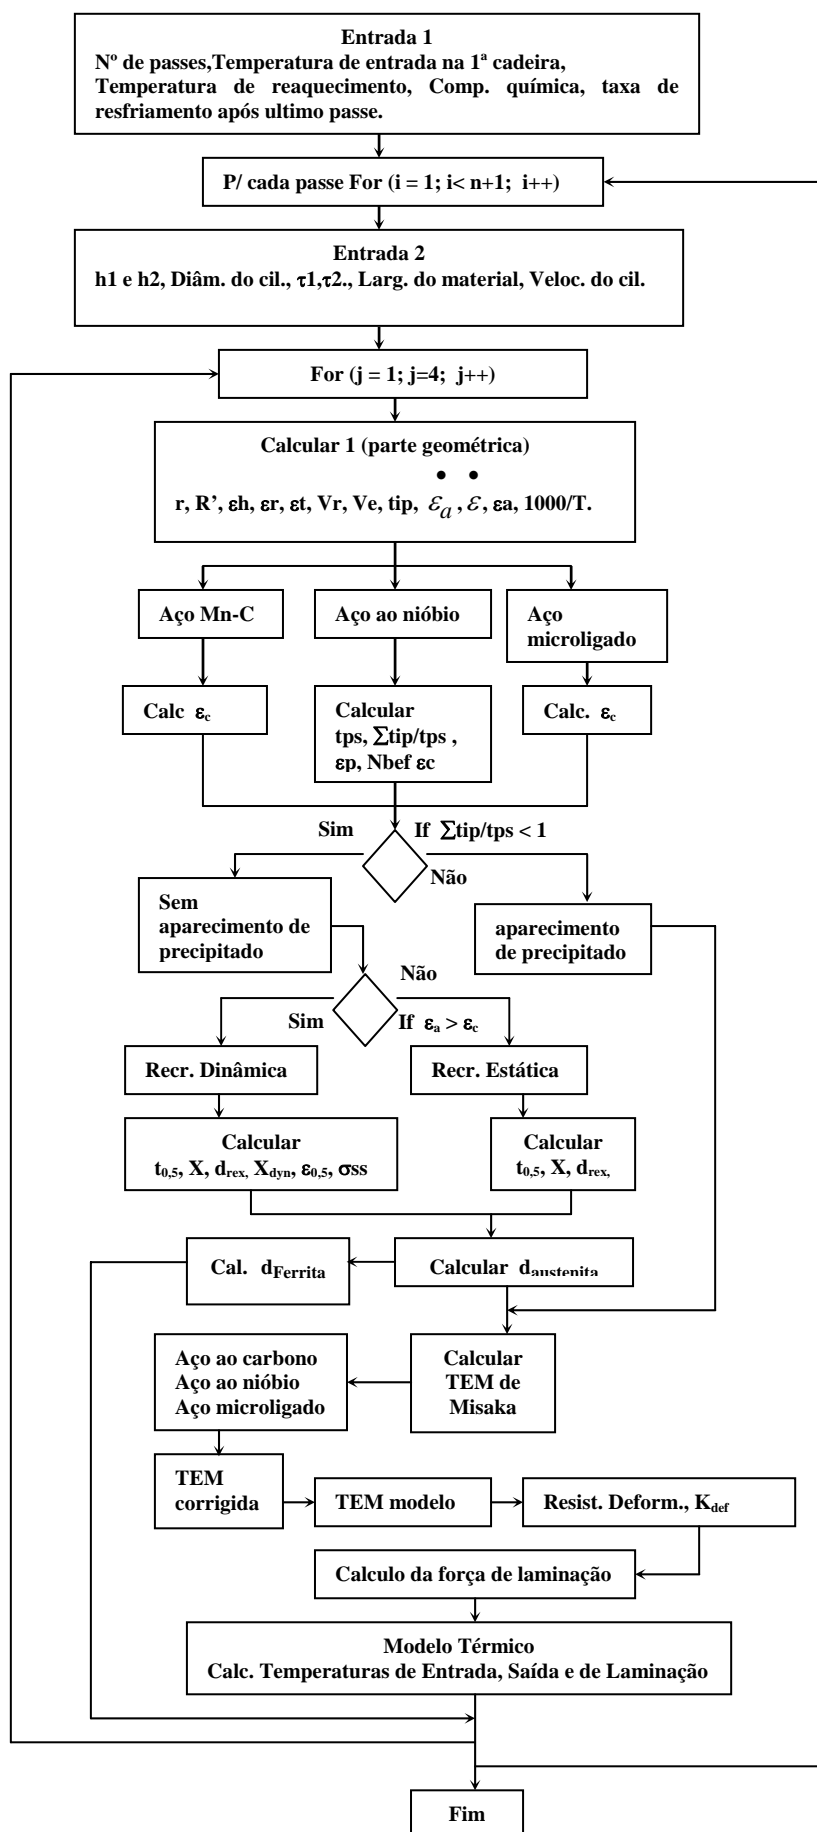 Entrada 1
Nº de passes,Temperatura de entrada na 1ª cadeira,
Temperatura de reaquecimento, Comp. química, taxa de
resfriamento após ultimo passe.
P/ cada passe For (i = 1; i< n+1; i++)
Entrada 2
h1 e h2, Diâm. do cil., τ1,τ2., Larg. do material, Veloc. do cil.
For (j = 1; j=4; j++)
Calcular 1 (parte geométrica)
r, R’, εh, εr, εt, Vr, Ve, tip, ε̇a , ε̇, εa, 1000/T.
Aço Mn-C
Aço ao nióbio
Aço
microligado
Calc εc
Calcular
tps, Σtip/tps ,
εp, Nbef εc
Calc. εc
Sim
If Σtip/tps < 1
Não
Sem
aparecimento de
precipitado
aparecimento
de precipitado
Não
Sim
If εa > εc
Recr. Dinâmica
Recr. Estática
Calcular
t0,5, X, drex, Xdyn, ε0,5, σss
Calcular
t0,5, X, drex,
Cal. dFerrita
Calcular daustenita
Aço ao carbono
Aço ao nióbio
Aço microligado
Calcular
TEM de
Misaka
TEM
corrigida
TEM modelo
Resist. Deform., Kdef
Calculo da força de laminação
Modelo Térmico
Calc. Temperaturas de Entrada, Saída e de Laminação
Fim